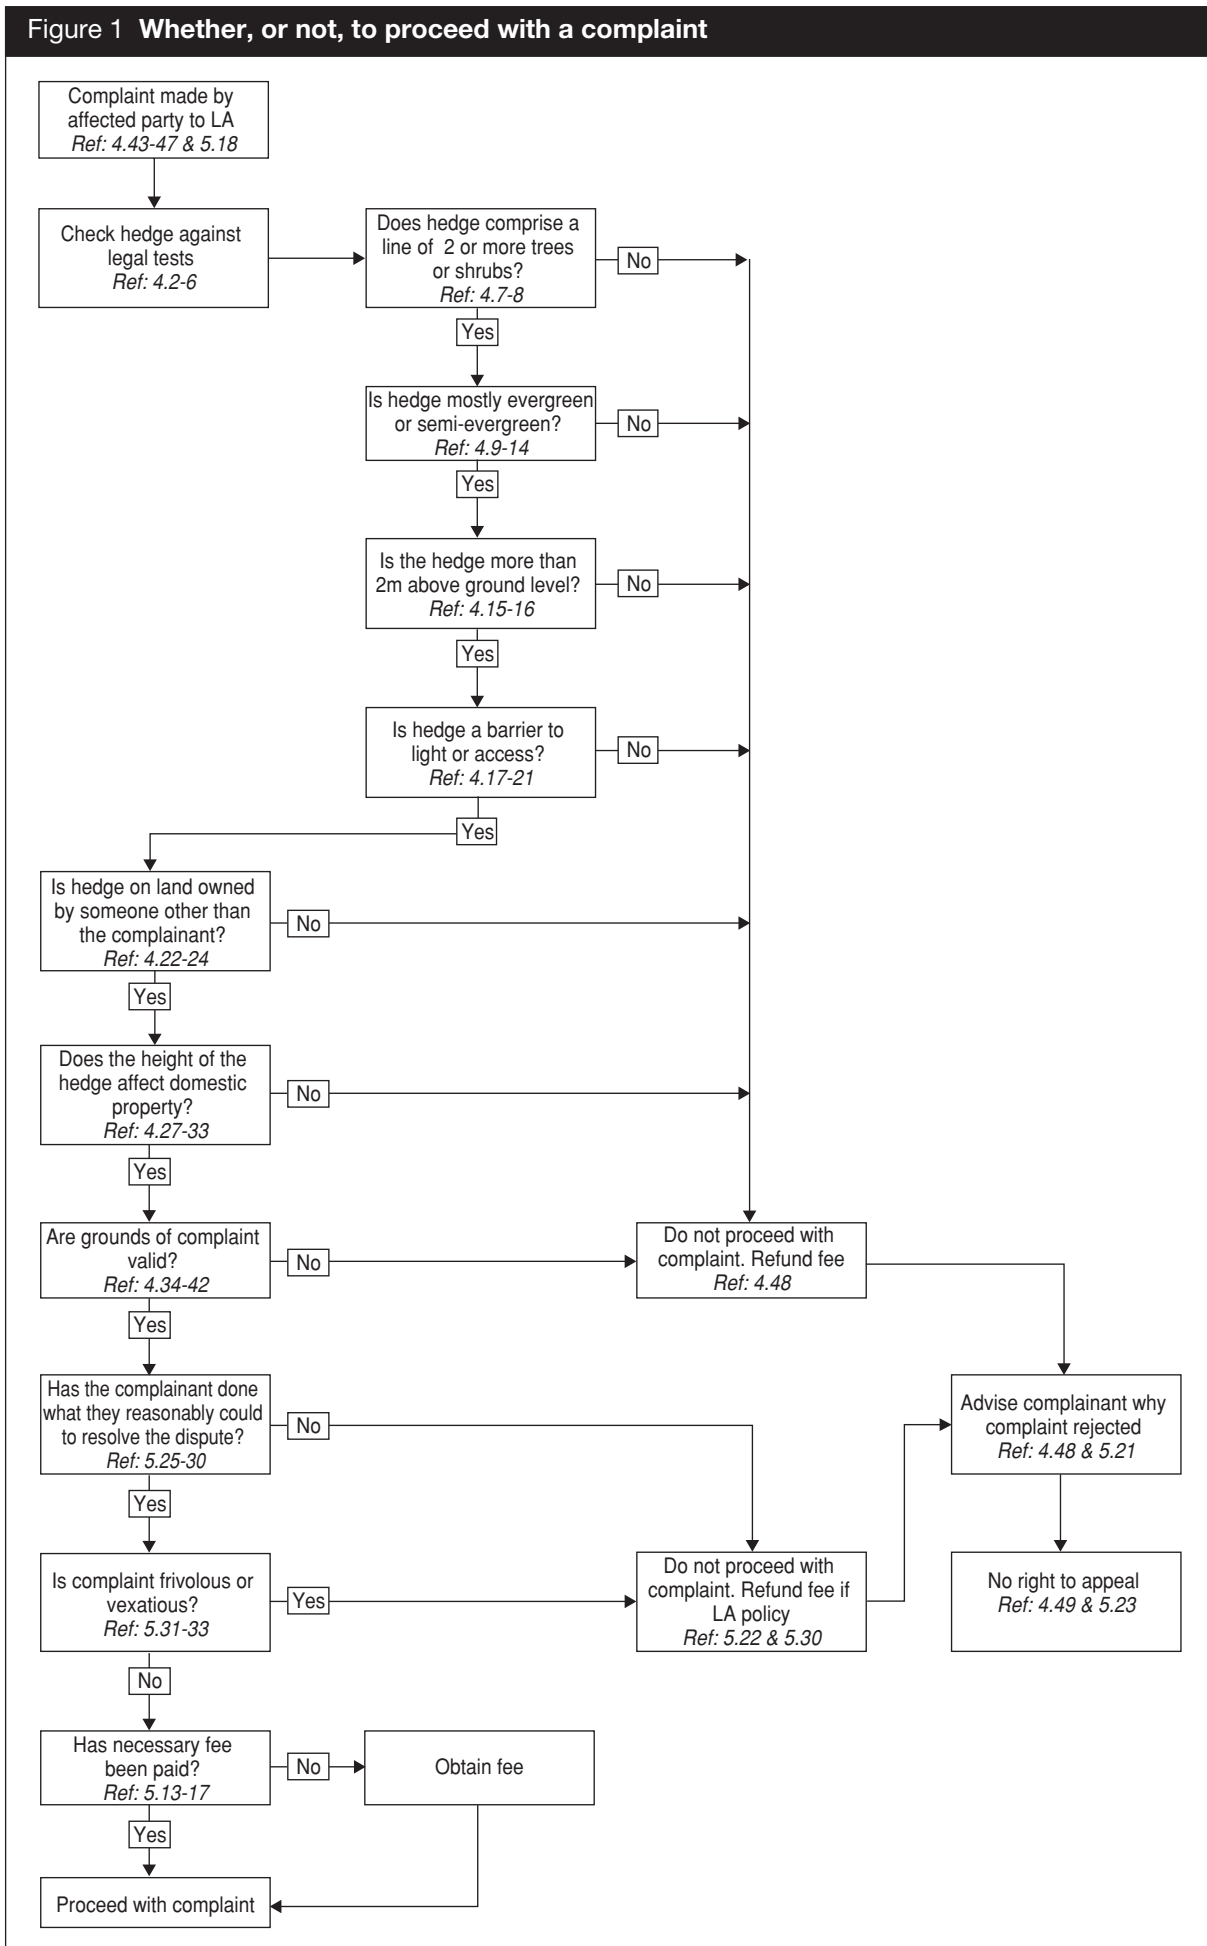 Figure 1 Whether, or not, to proceed with a complaint
Complaint made by
affected party to LA
Ref: 4.43-47 & 5.18
Check hedge against
legal tests
Ref: 4.2-6
Does hedge comprise a
line of 2 or more trees
or shrubs?
Ref: 4.7-8
No
Yes
Is hedge mostly evergreen
or semi-evergreen?
Ref: 4.9-14
No
Yes
Is the hedge more than
2m above ground level?
Ref: 4.15-16
No
Yes
Is hedge a barrier to
light or access?
Ref: 4.17-21
No
Yes
Is hedge on land owned
by someone other than
the complainant?
Ref: 4.22-24
No
Yes
Does the height of the
hedge affect domestic
property?
Ref: 4.27-33
No
Yes
Are grounds of complaint
valid?
Ref: 4.34-42
No
Do not proceed with
complaint. Refund fee
Ref: 4.48
Yes
Has the complainant done
what they reasonably could
to resolve the dispute?
Ref: 5.25-30
No
Advise complainant why
complaint rejected
Ref: 4.48 & 5.21
Yes
Is complaint frivolous or
vexatious?
Ref: 5.31-33
Yes
Do not proceed with
complaint. Refund fee if
LA policy
Ref: 5.22 & 5.30
No right to appeal
Ref: 4.49 & 5.23
No
Has necessary fee
been paid?
Ref: 5.13-17
No
Obtain fee
Yes
Proceed with complaint